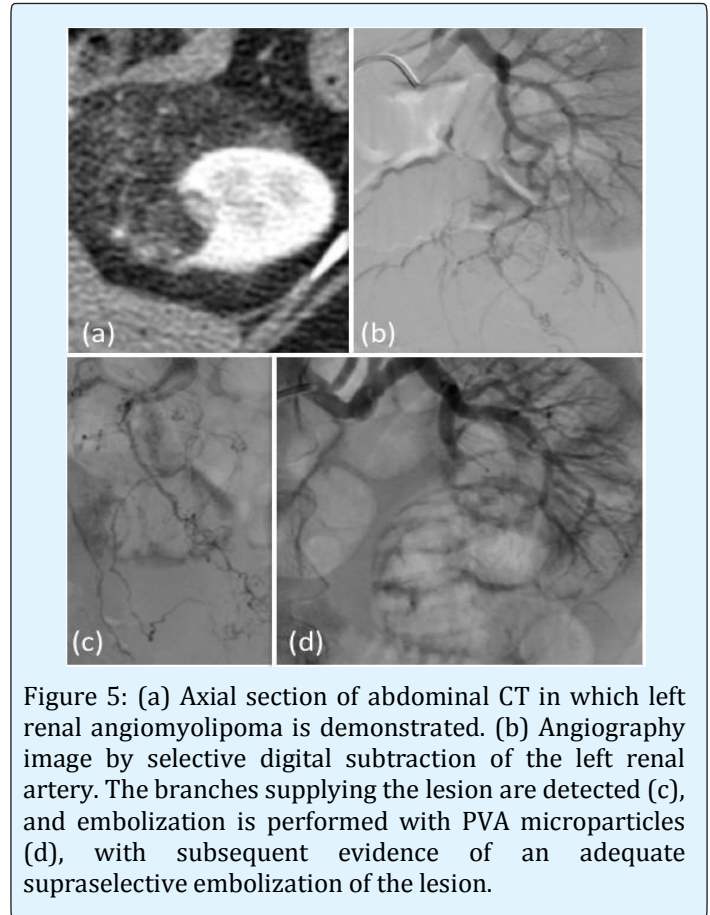 (a)
(b)
(c)
(d)
Figure 5: (a) Axial section of abdominal CT in which left
renal angiomyolipoma is demonstrated. (b) Angiography
image by selective digital subtraction of the left renal
artery. The branches supplying the lesion are detected (c),
and embolization is performed with PVA microparticles
(d), with subsequent evidence of an adequate
supraselective embolization of the lesion.